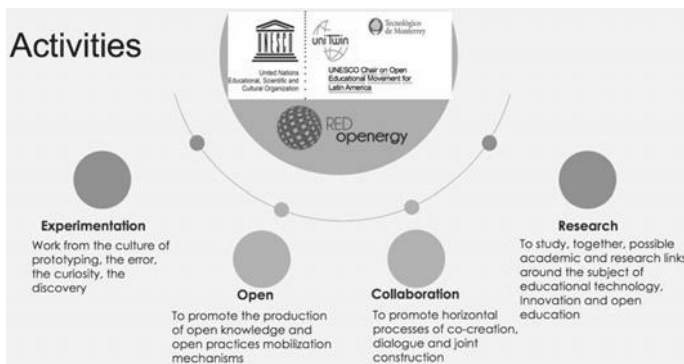 Activities
UNESCO
United Nations
Educational, Scientific and
Cultural Organization
uniTwin
Tecnológico
de Monterrey
UNESCO Chair on Open
Educational Movement for
Latin America
RED
openergy
Experimentation
Work from the culture of
prototyping, the error,
the curiosity, the
discovery
Open
To promote the production
of open knowledge and
open practices mobilization
mechanisms
Collaboration
To promote horizontal
processes of co-creation,
dialogue and joint
construction
Research
To study, together, possible
academic and research links
around the subject of
educational technology,
Innovation and open
education